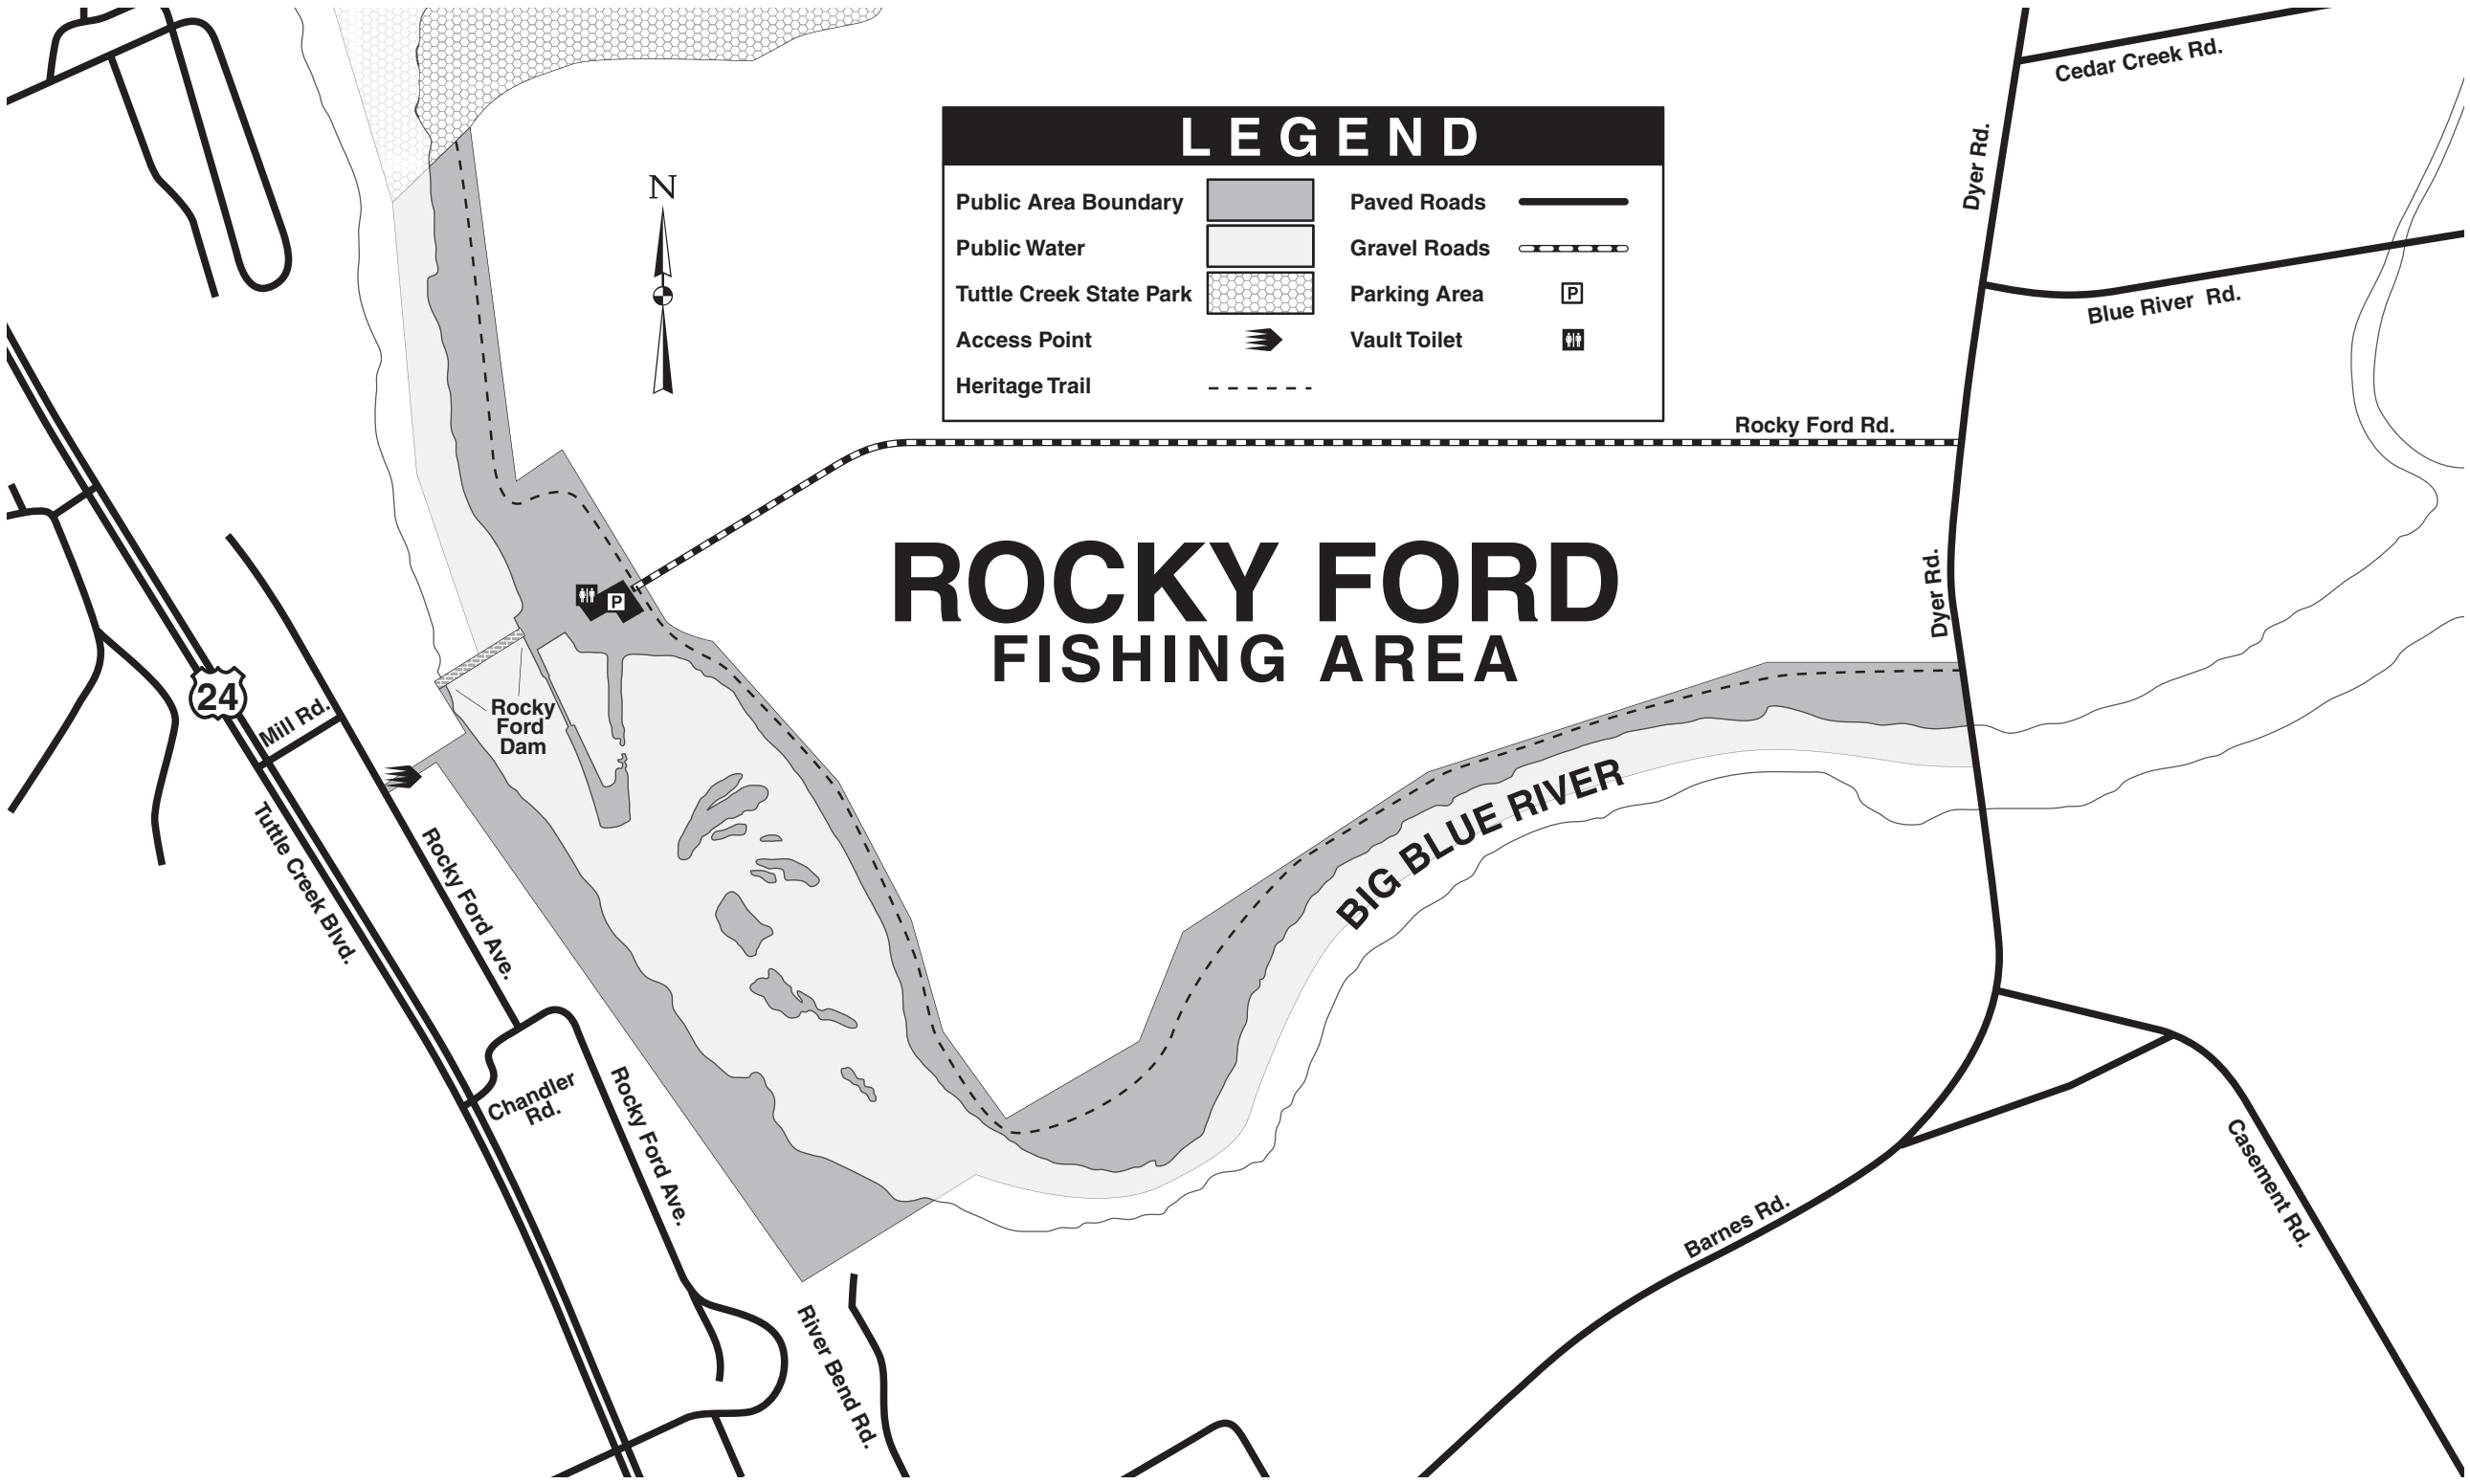 Cedar Creek Rd.
LEGEND
Dyer Rd.
N
Public Area Boundary
Paved Roads
Public Water
Gravel Roads
Tuttle Creek State Park
Parking Area
P
Access Point
Vault Toilet
Heritage Trail
Blue River Rd.
Rocky Ford Rd.
ROCKY FORD
FISHING AREA
Dyer Rd.
P
24
Mill Rd.
Rocky
Ford
Dam
BIG BLUE RIVER
Tuttle Creek Blvd.
Rocky Ford Ave.
Chandler
Rd.
Rocky Ford Ave.
Casement Rd.
Barnes Rd.
River Bend Rd.